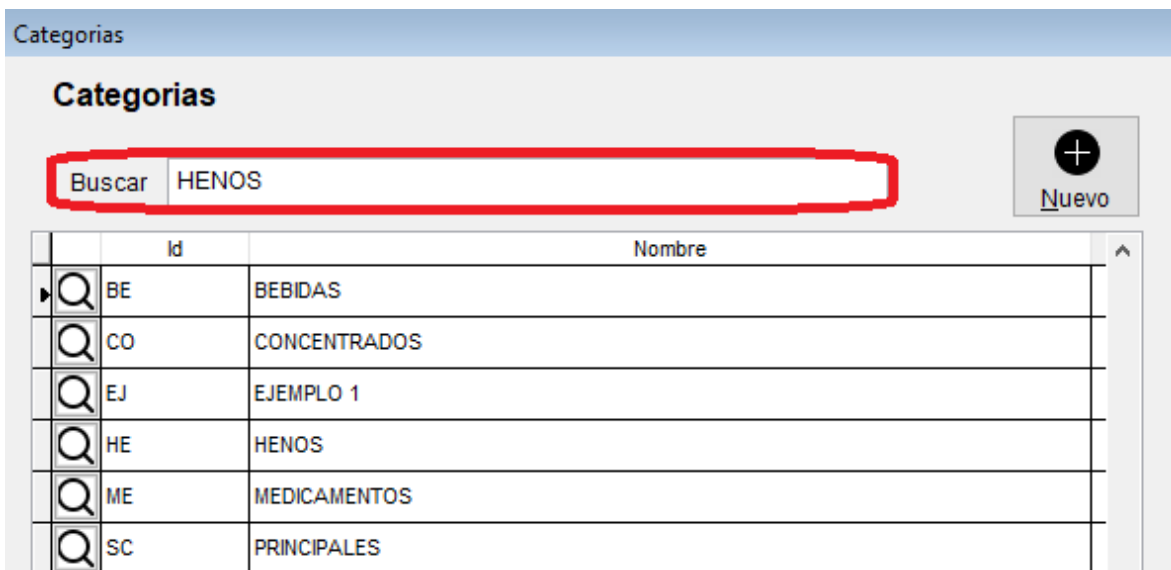 Categorias
Categorias
Buscar HENOS
Nuevo
Id Nombre
BE BEBIDAS
CO CONCENTRADOS
EJ EJEMPLO 1
HE HENOS
ME MEDICAMENTOS
SC PRINCIPALES